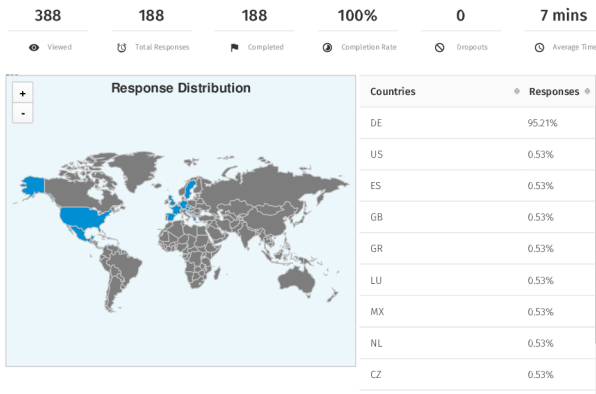 388 188 188 100% 0 7 mins
Viewed Total Responses Completed Completion Rate Dropouts Average Time
+
-
Response Distribution
Countries Responses
DE 95.21%
US 0.53%
ES 0.53%
GB 0.53%
GR 0.53%
LU 0.53%
MX 0.53%
NL 0.53%
CZ 0.53%